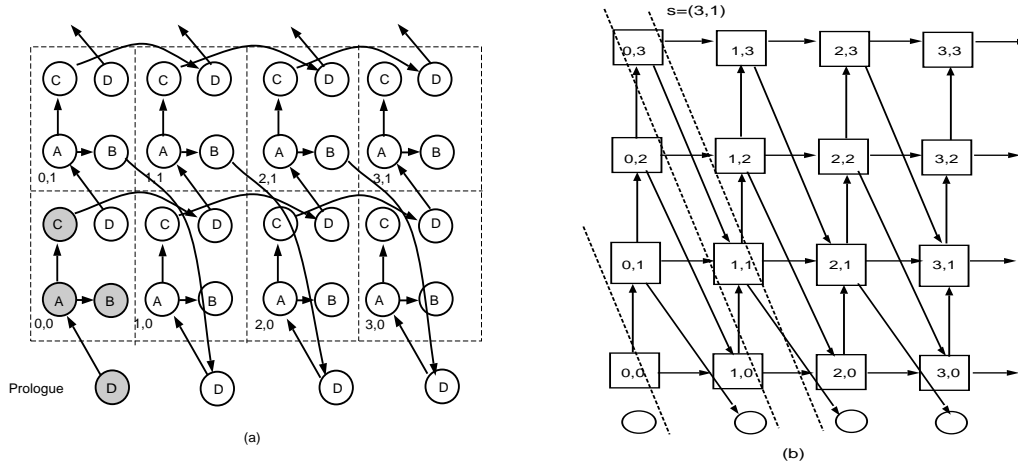 C D C D C D C D
A B A B A B A B
0,1 1,1 2,1 3,1
C D C D C D C D
A B A B A B A B
0,0 1,0 2,0 3,0
Prologue D D D D
(a)
s=(3,1)
0,3 1,3 2,3 3,3
0,2 1,2 2,2 3,2
0,1 1,1 2,1 3,1
0,0 1,0 2,0 3,0
(b)